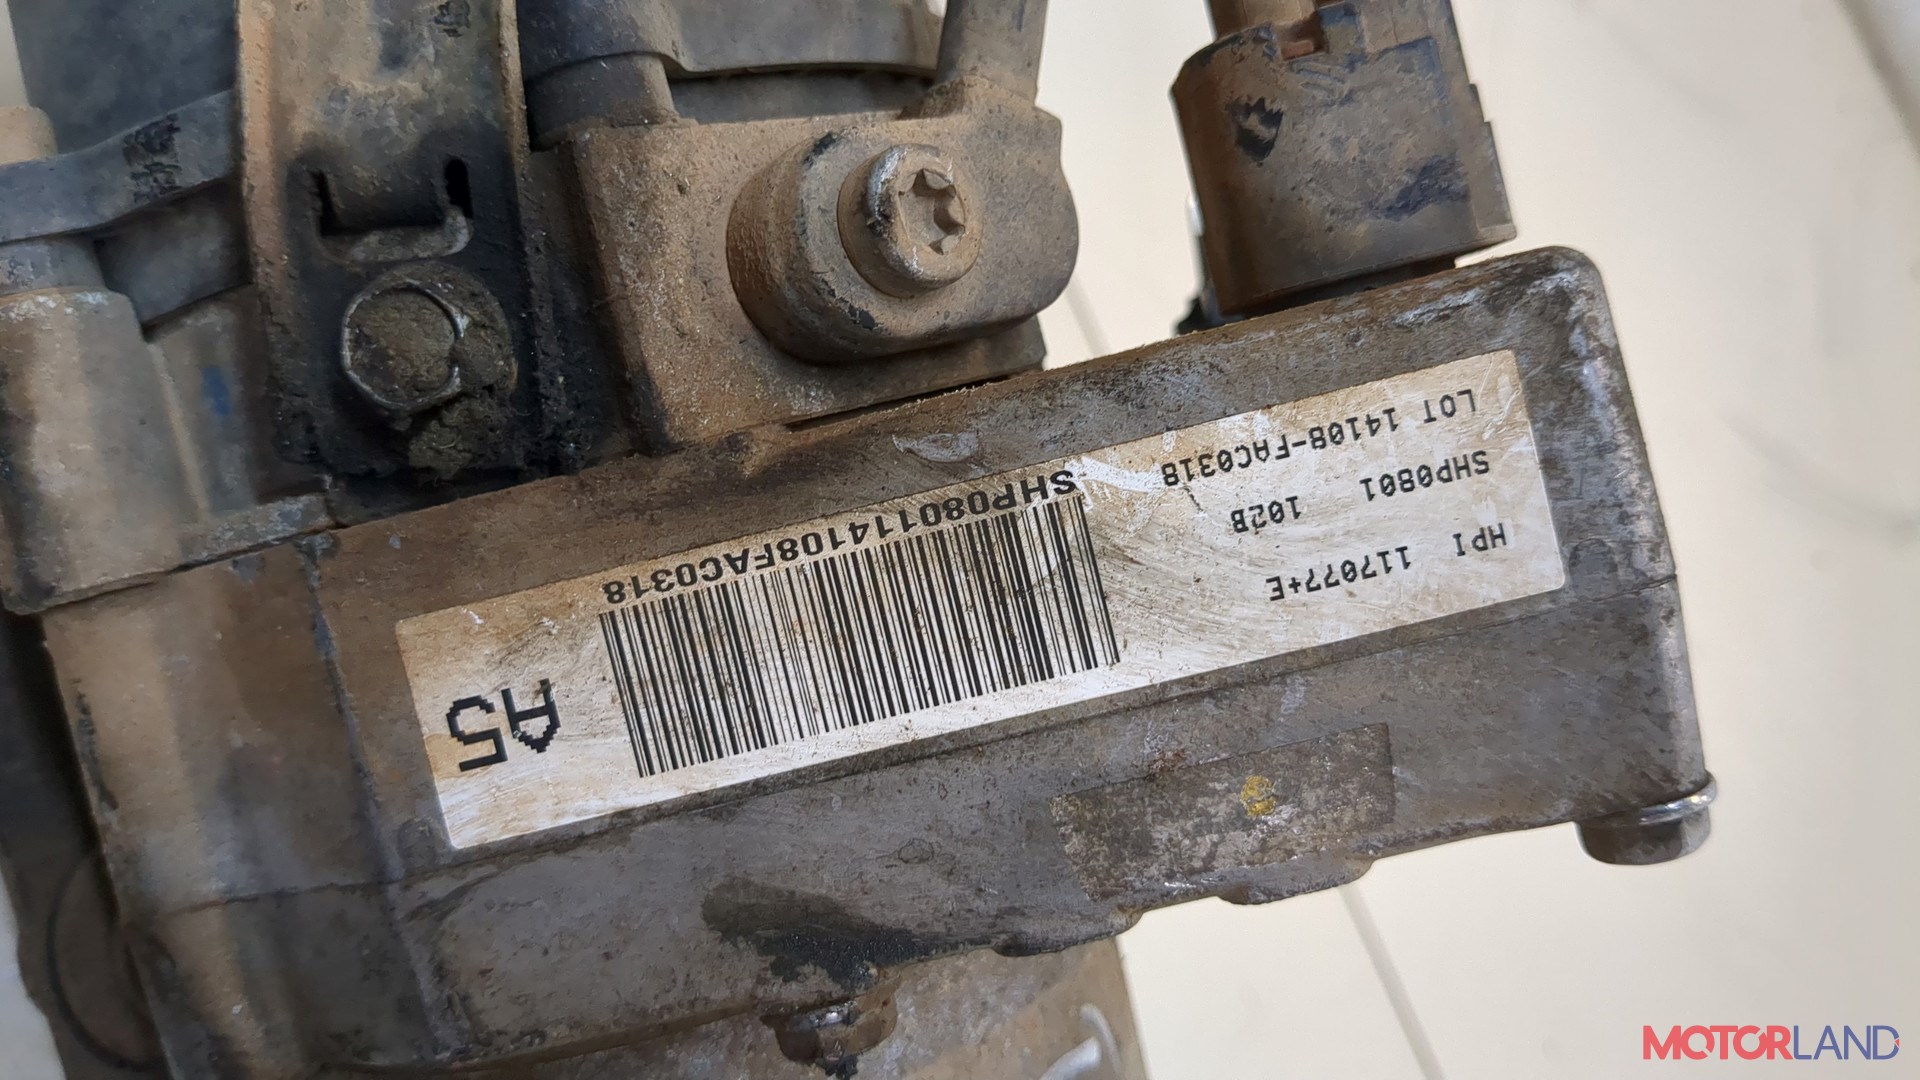 HPI 117077+E
SHP0801 102B
LOT 14108-FAC0318
SHP080114108FAC0318
A5
MOTORLAND